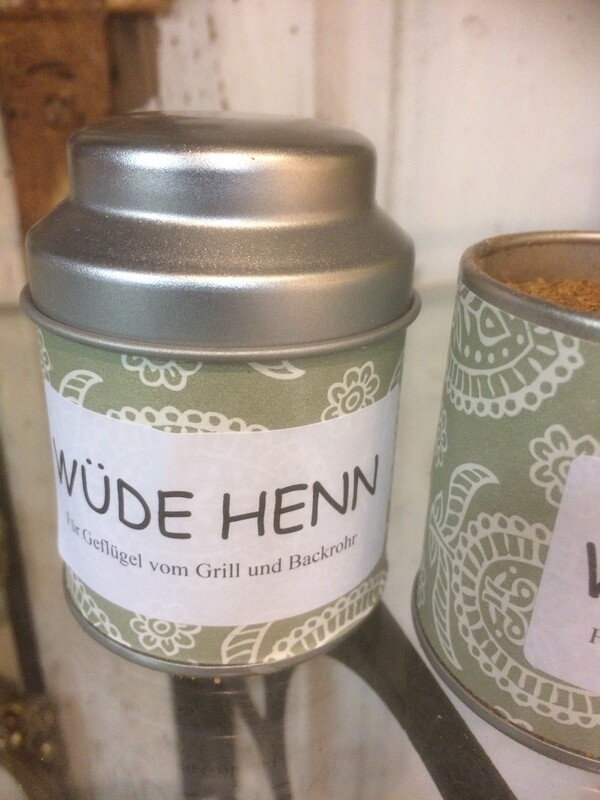 WÜDE HENN
Für Geflügel vom Grill und Backrohr